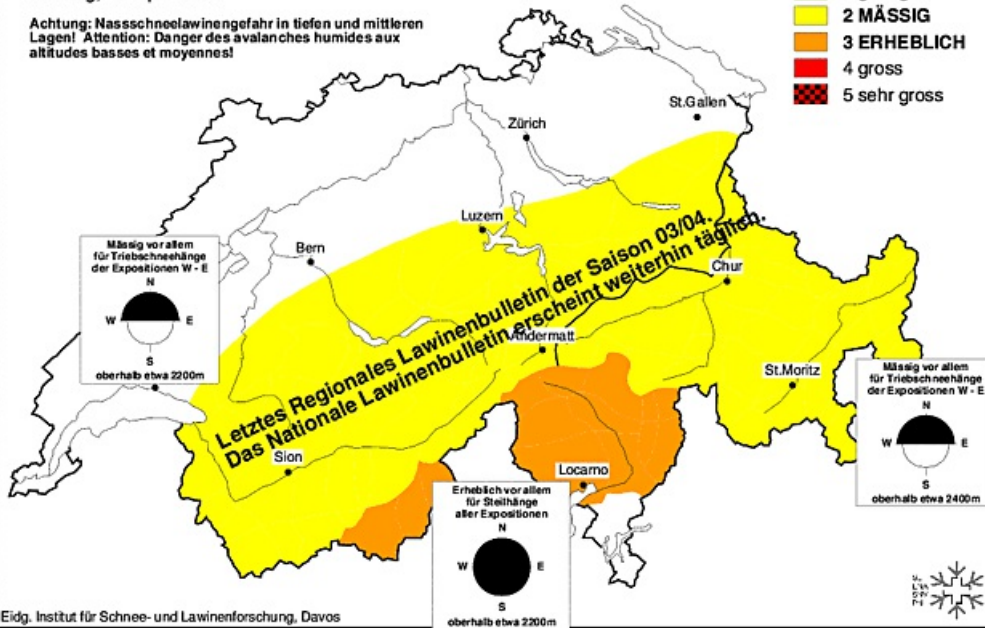 Achtung: Nassschneelawinengefahr in tiefen und mittleren
Lagen! Attention: Danger des avalanches humides aux
altitudes basses et moyennes!
2 MÄSSIG
3 ERHEBLICH
4 gross
5 sehr gross
St.Gallen
Zürich
Luzern
Bern
Chur
Andermatt
St.Moritz
Sion
Locarno
Letztes Regionales Lawinenbulletin der Saison 03/04.
Das Nationale Lawinenbulletin erscheint weiterhin täglich.
Mässig vor allem
für Triebschneehänge
der Expositionen W - E
N
W E
S
oberhalb etwa 2200m
Mässig vor allem
für Triebschneehänge
der Expositionen W - E
N
W E
S
oberhalb etwa 2400m
Erheblich vor allem
für Steilhänge
aller Expositionen
N
W E
S
oberhalb etwa 2200m
Eidg. Institut für Schnee- und Lawinenforschung, Davos